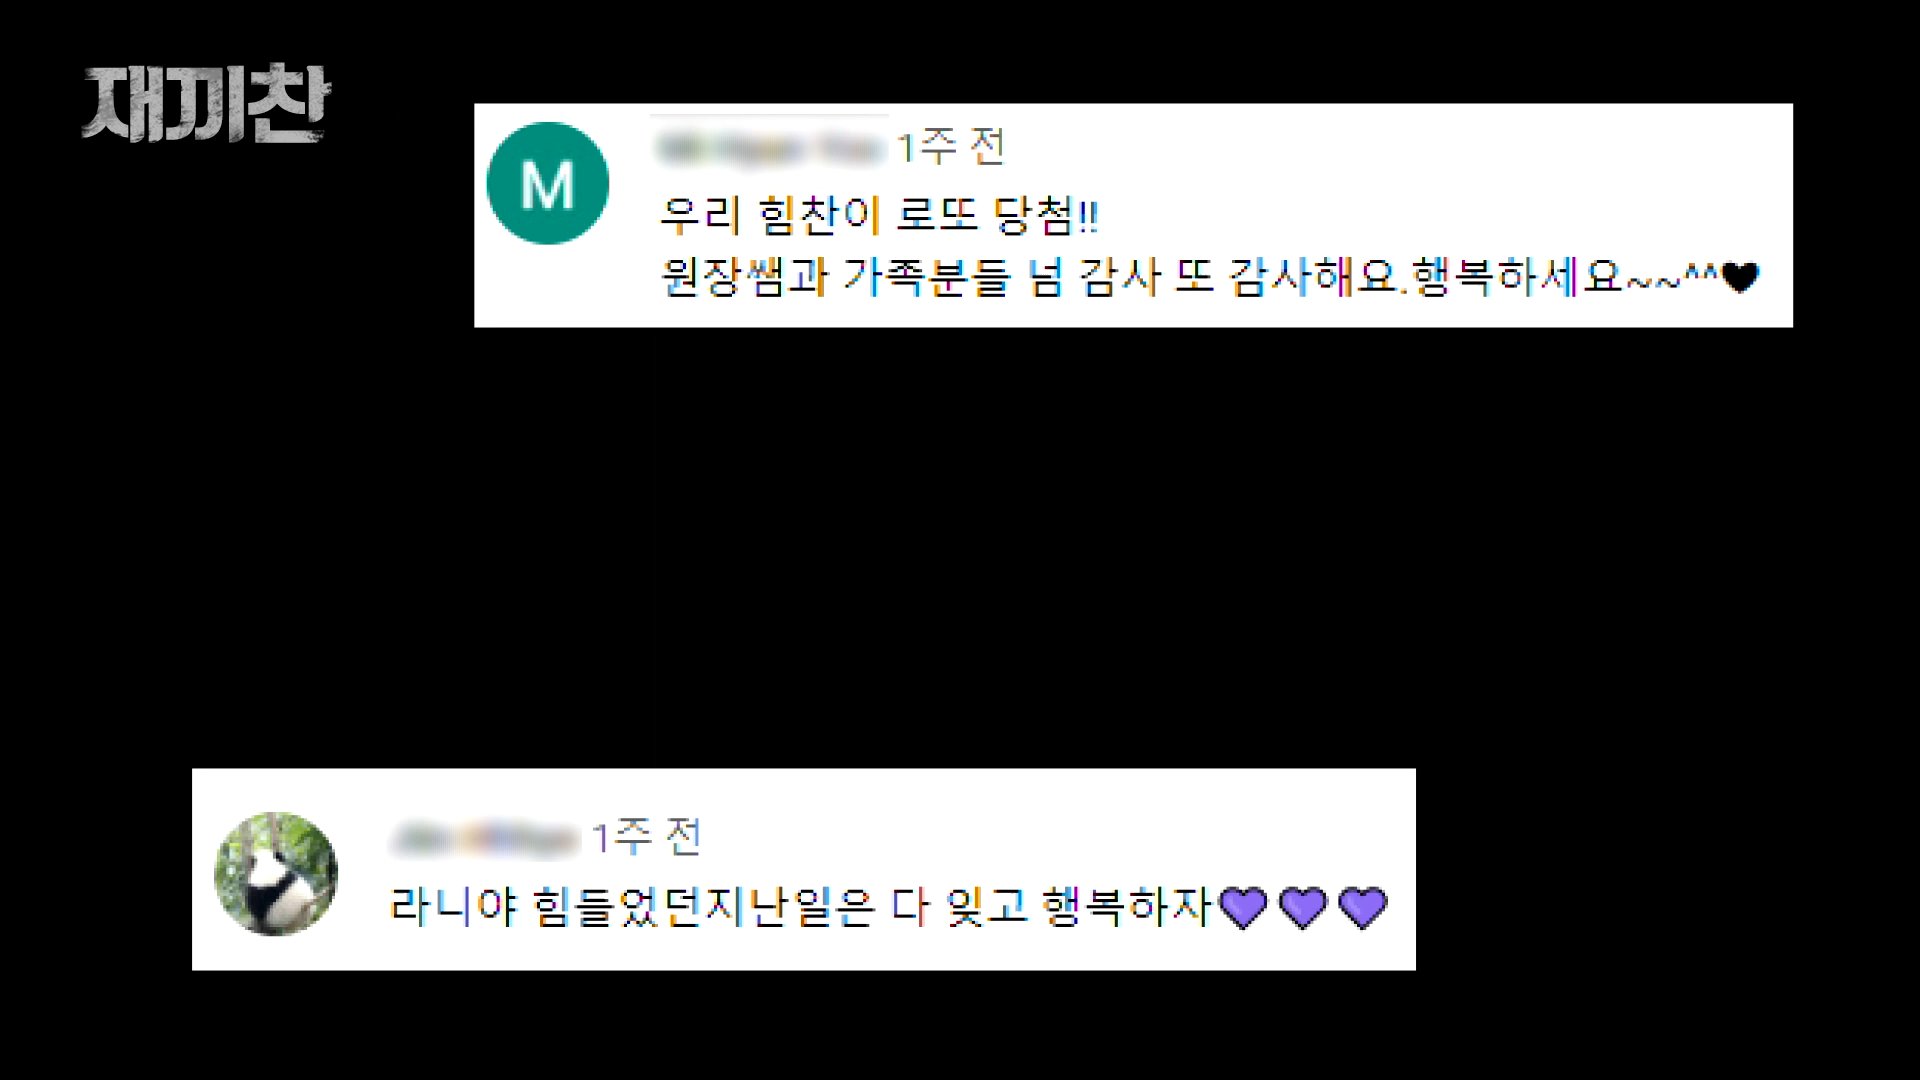 재끼찬
M
1주 전
우리 힘찬이 로또 당첨!!
원장쌤과 가족분들 넘 감사 또 감사해요.행복하세요~~^^♥
1주 전
라니야 힘들었던지난일은 다 잊고 행복하자💜💜💜